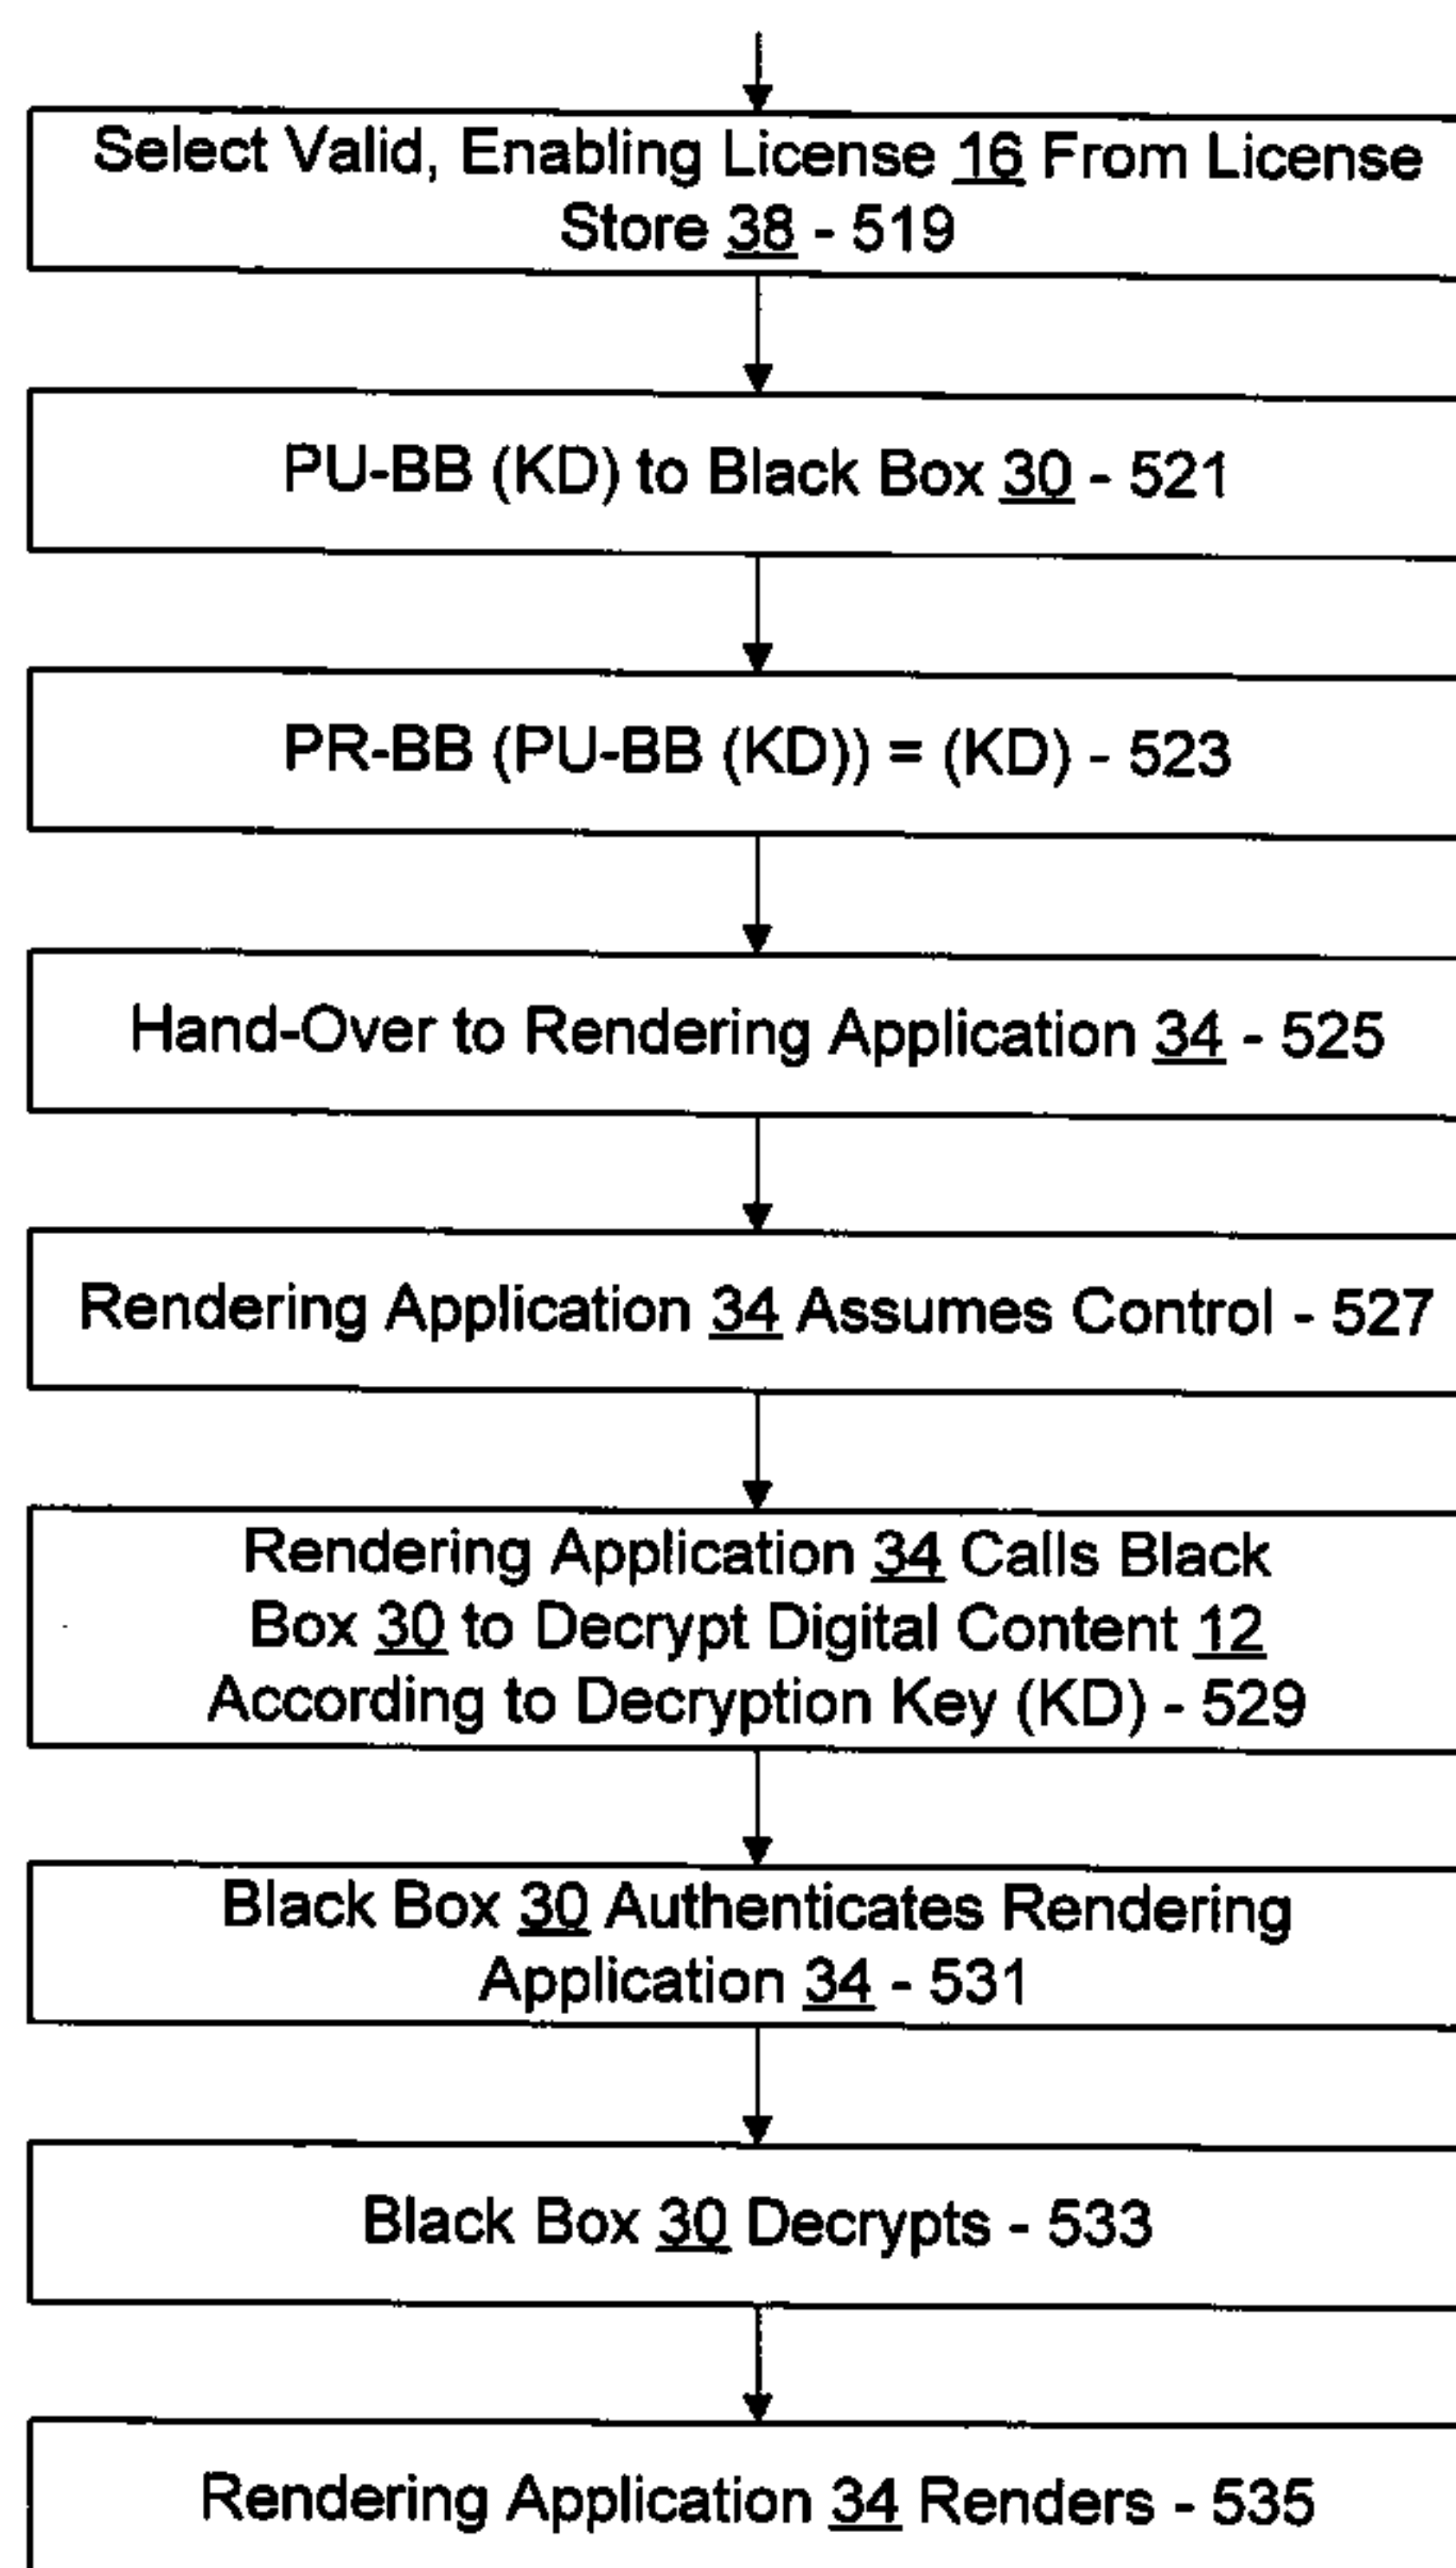 Select Valid, Enabling License 16 From License
Store 38 - 519
PU-BB (KD) to Black Box 30 - 521
PR-BB (PU-BB (KD)) = (KD) - 523
Hand-Over to Rendering Application 34 - 525
Rendering Application 34 Assumes Control - 527
Rendering Application 34 Calls Black
Box 30 to Decrypt Digital Content 12
According to Decryption Key (KD) - 529
Black Box 30 Authenticates Rendering
Application 34 - 531
Black Box 30 Decrypts - 533
Rendering Application 34 Renders - 535